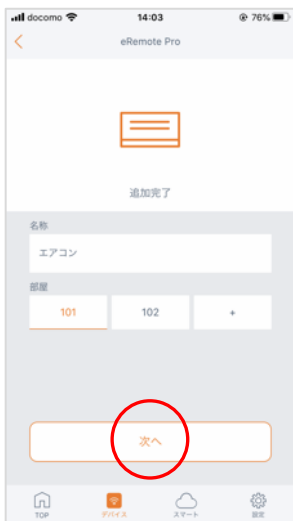 docomo 14:03 76%
eRemote Pro
追加完了
名称
エアコン
部屋
101 102 +
次へ
TOP デバイス スマート 設定